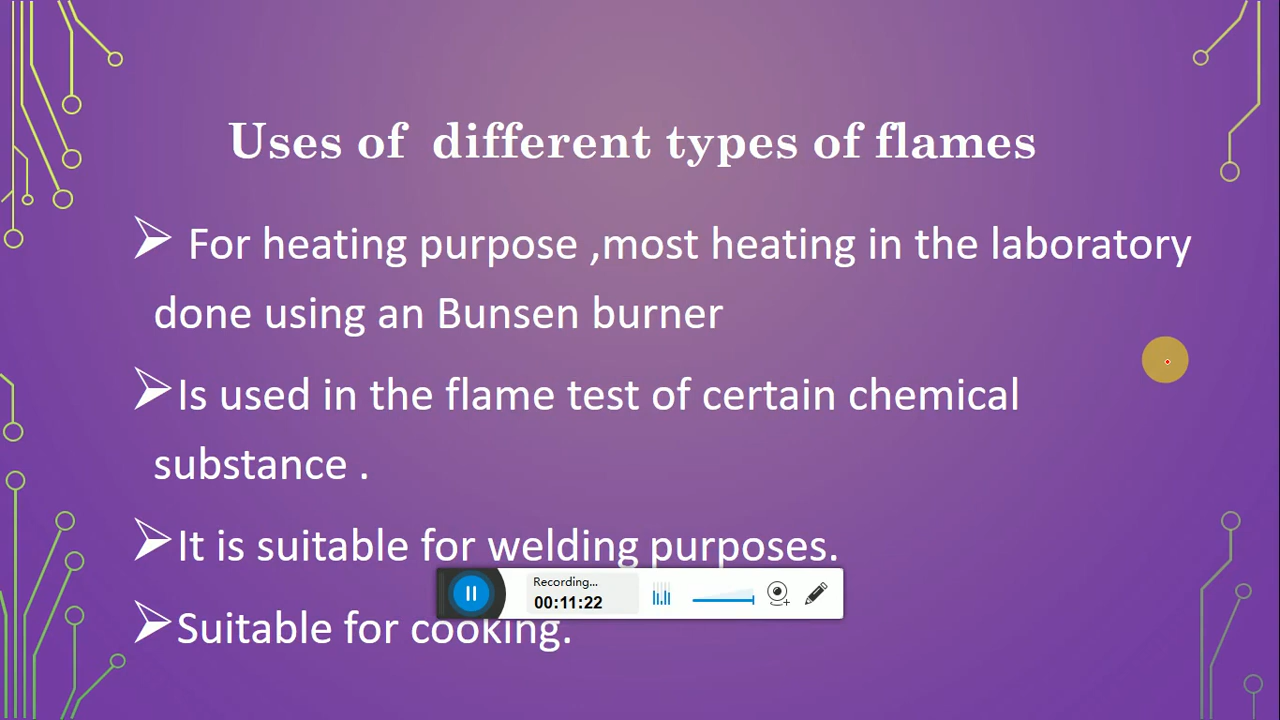 Uses of different types of flames
For heating purpose ,most heating in the laboratory
done using an Bunsen burner
Is used in the flame test of certain chemical
substance .
It is suitable for welding purposes.
Recording...
00:11:22
Suitable for cooking.